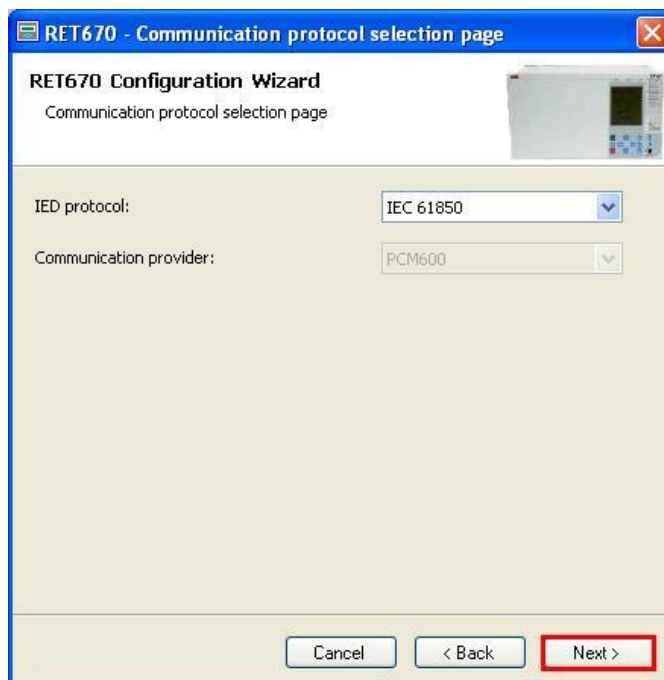 RET670 - Communication protocol selection page
RET670 Configuration Wizard
Communication protocol selection page
IED protocol: IEC 61850
Communication provider: PCM600
Cancel < Back Next >